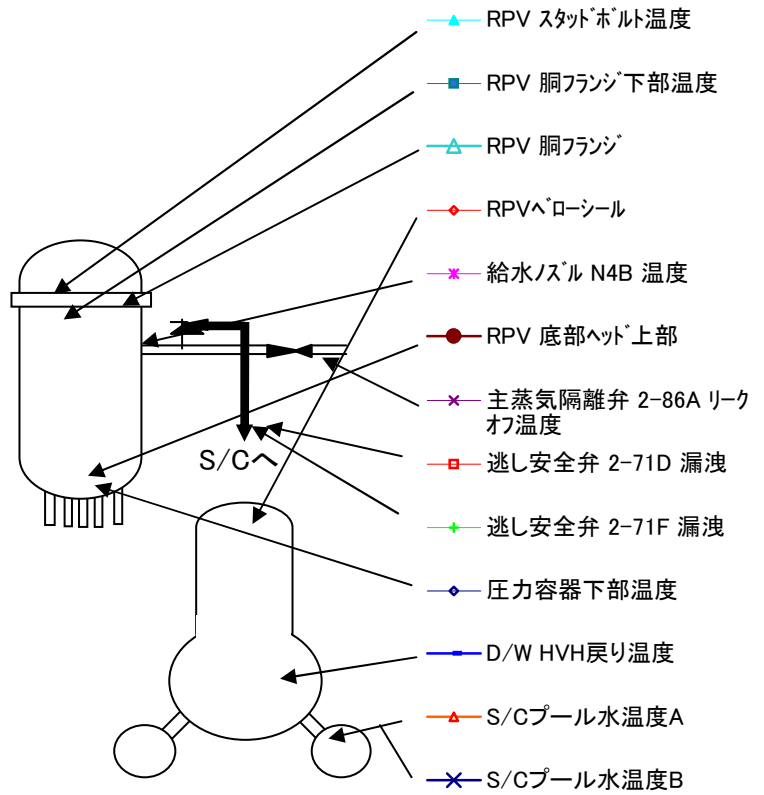 RPV スタッドボルト温度
RPV 胴フランジ下部温度
RPV 胴フランジ
RPVベローシール
給水ノズル N4B 温度
RPV 底部ヘッド上部
主蒸気隔離弁 2-86A リーク
オフ温度
S/Cへ
逃し安全弁 2-71D 漏洩
逃し安全弁 2-71F 漏洩
圧力容器下部温度
D/W HVH戻り温度
S/Cプール水温度A
S/Cプール水温度B